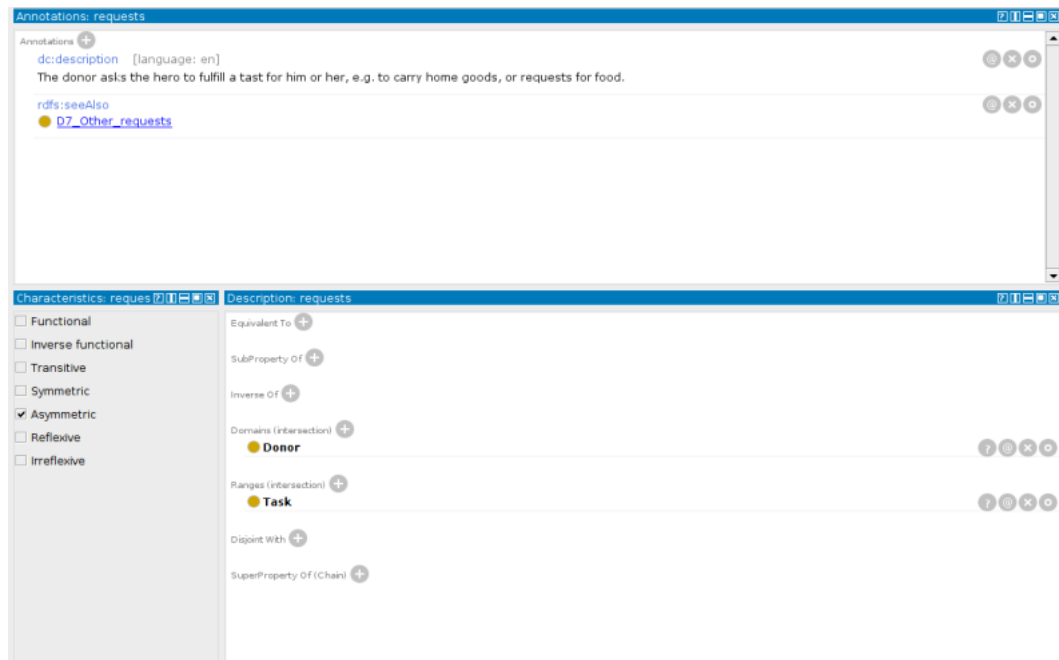 Annotations: requests
Annotations
dc:description [language: en]
The donor asks the hero to fulfill a tast for him or her, e.g. to carry home goods, or requests for food.
rdfs:seeAlso
D7_Other_requests
Characteristics: reques
Functional
Inverse functional
Transitive
Symmetric
Asymmetric
Reflexive
Irreflexive
Description: requests
Equivalent To
SubProperty Of
Inverse Of
Domains (intersection)
Donor
Ranges (intersection)
Task
Disjoint With
SuperProperty Of (Chain)